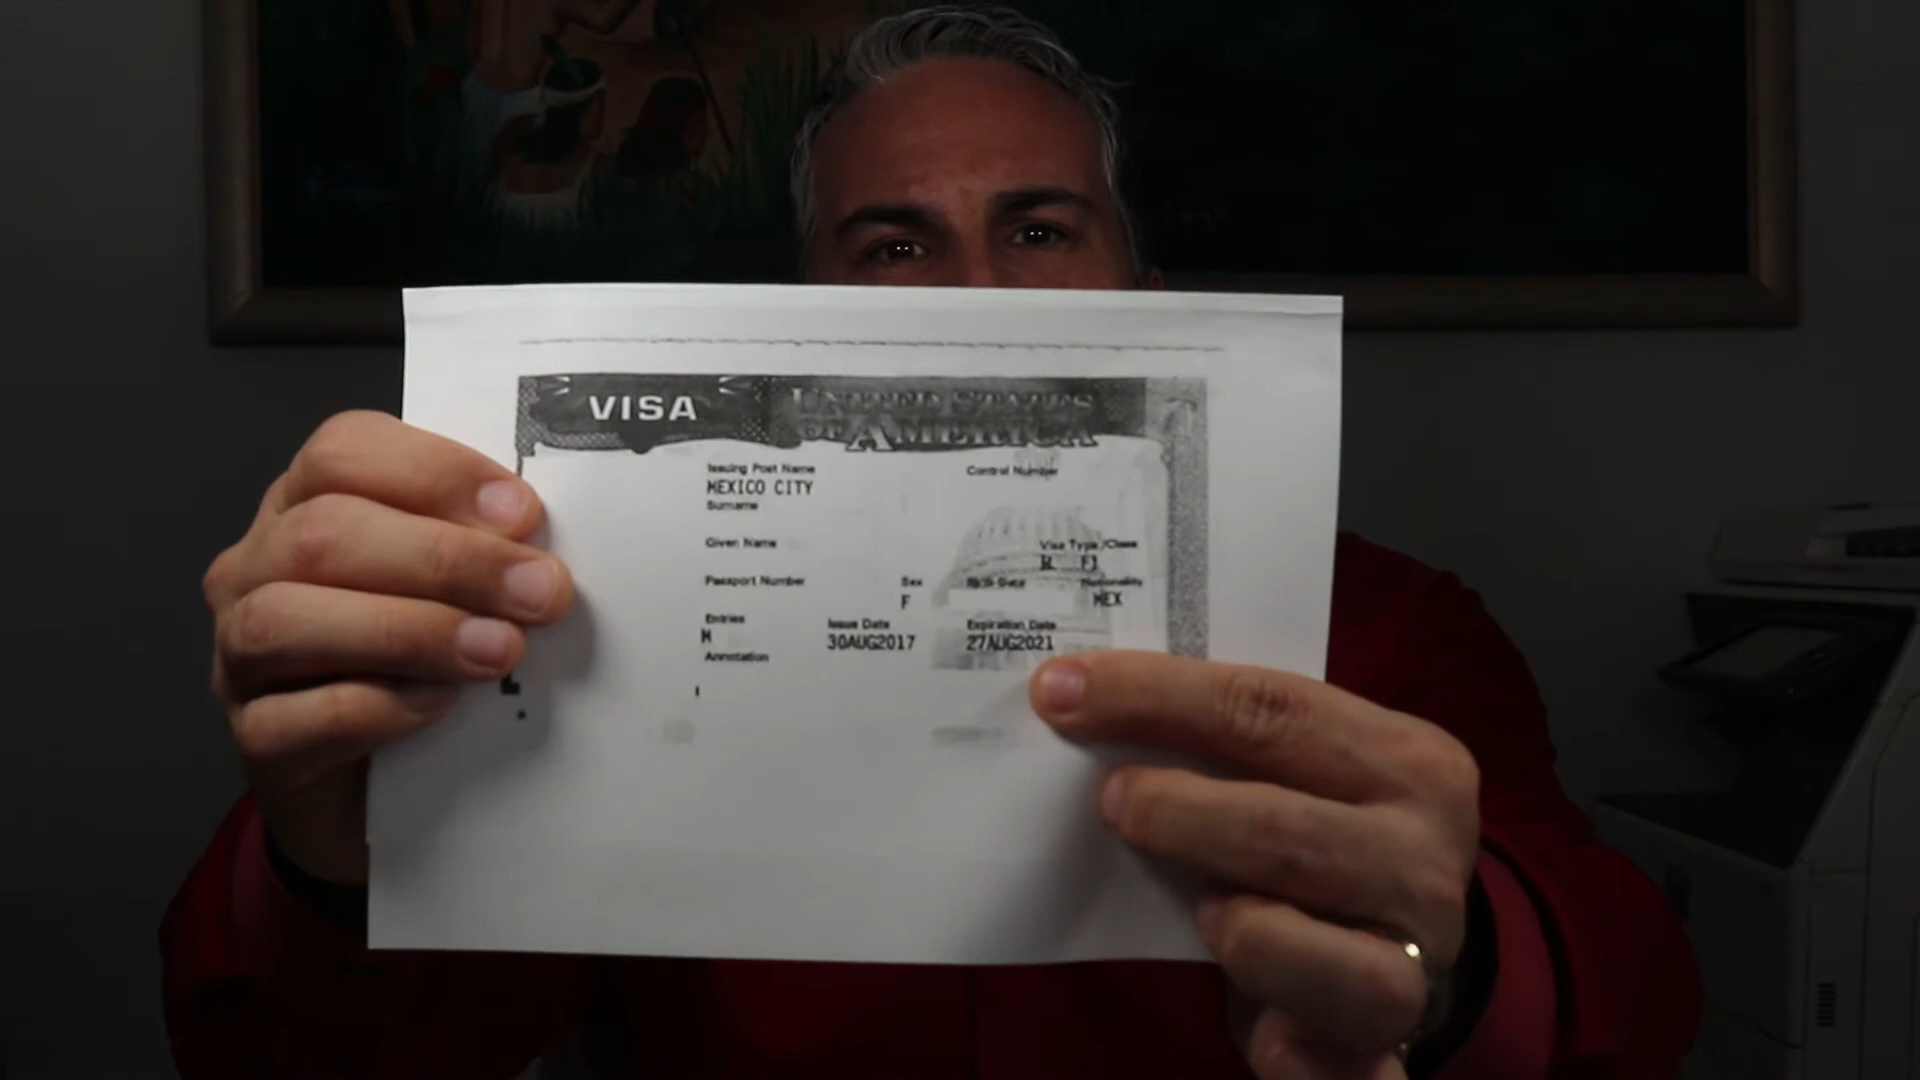 VISA UNITED STATES OF AMERICA
Issuing Post Name Control Number
MEXICO CITY
Surname
Given Name Visa Type/Class
R F1
Passport Number Sex Birth Date Nationality
F MEX
Entries Issue Date Expiration Date
M 30AUG2017 27AUG2021
Annotation